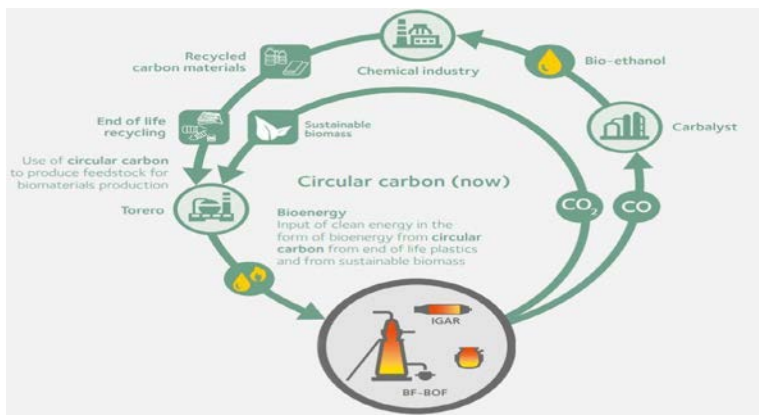 Recycled
carbon materials
Chemical industry
Bio-ethanol
End of life
recycling
Sustainable
biomass
Carbalyst
Use of circular carbon
to produce feedstock for
biomaterials production
Circular carbon (now)
Torero
Bioenergy
Input of clean energy in the
form of bioenergy from circular
carbon from end of life plastics
and from sustainable biomass
CO₂
CO
IGAR
BF-BOF